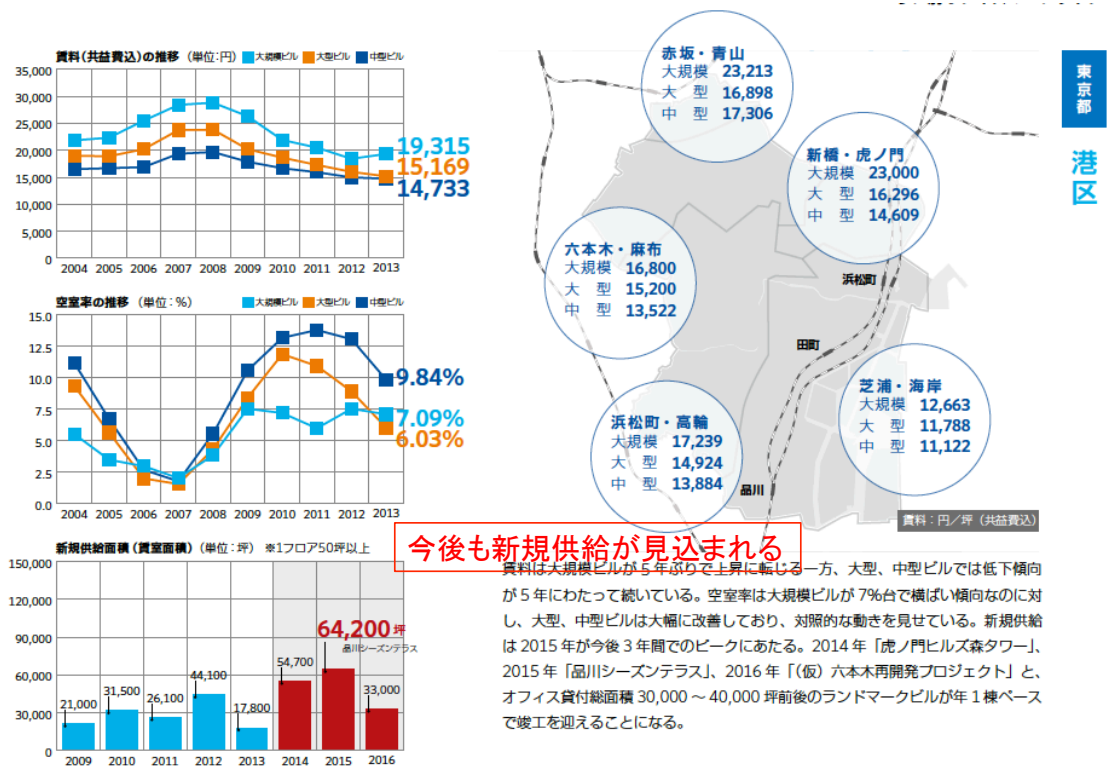 東京都
港区
賃料(共益費込)の推移 (単位:円) 大規模ビル 大型ビル 中型ビル
35,000
30,000
25,000
20,000
15,000
10,000
5,000
0
19,315
15,169
14,733
2004 2005 2006 2007 2008 2009 2010 2011 2012 2013
空室率の推移 (単位:%) 大規模ビル 大型ビル 中型ビル
15.0
12.5
10.0
7.5
5.0
2.5
0.0
9.84%
7.09%
6.03%
2004 2005 2006 2007 2008 2009 2010 2011 2012 2013
新規供給面積(賃室面積)(単位:坪) ※1フロア50坪以上
150,000
120,000
90,000
60,000
30,000
0
21,000
31,500
26,100
44,100
17,800
54,700
64,200坪
品川シーズンテラス
33,000
2009 2010 2011 2012 2013 2014 2015 2016
赤坂・青山
大規模 23,213
大 型 16,898
中 型 17,306
新橋・虎ノ門
大規模 23,000
大 型 16,296
中 型 14,609
六本木・麻布
大規模 16,800
大 型 15,200
中 型 13,522
浜松町
田町
芝浦・海岸
大規模 12,663
大 型 11,788
中 型 11,122
浜松町・高輪
大規模 17,239
大 型 14,924
中 型 13,884
品川
賃料:円/坪(共益費込)
今後も新規供給が見込まれる
賃料は大規模ビルが5年ぶりで上昇に転じる一方、大型、中型ビルでは低下傾向
が5年にわたって続いている。空室率は大規模ビルが7%台で横ばい傾向なのに対
し、大型、中型ビルは大幅に改善しており、対照的な動きを見せている。新規供給
は2015年が今後3年間でのピークにあたる。2014年「虎ノ門ヒルズ森タワー」、
2015年「品川シーズンテラス」、2016年「(仮)六本木再開発プロジェクト」と、
オフィス貸付総面積30,000~40,000坪前後のランドマークビルが年1棟ペース
で竣工を迎えることになる。